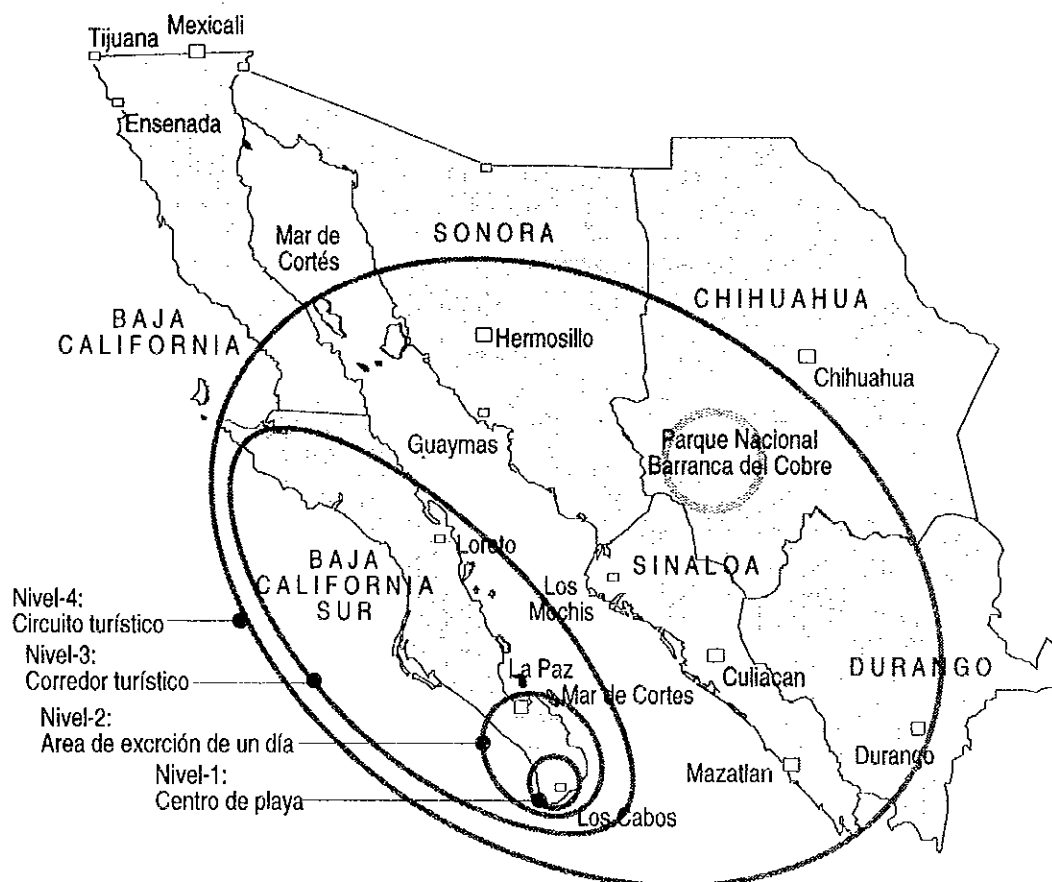 Mexicali
Tijuana
Ensenada
Mar de
Cortés
SONORA
CHIHUAHUA
BAJA
CALIFORNIA
Hermosillo
Chihuahua
Guaymas
Parque Nacional
Barranca del Cobre
Loreto
BAJA
CALIFORNIA
SUR
SINALOA
Los
Mochis
Nivel-4:
Circuito turístico
Nivel-3:
Corredor turístico
La Paz
Mar de Cortes
Culiacan
DURANGO
Nivel-2:
Area de excrción de un día
Durango
Mazatlan
Nivel-1:
Centro de playa
Los Cabos